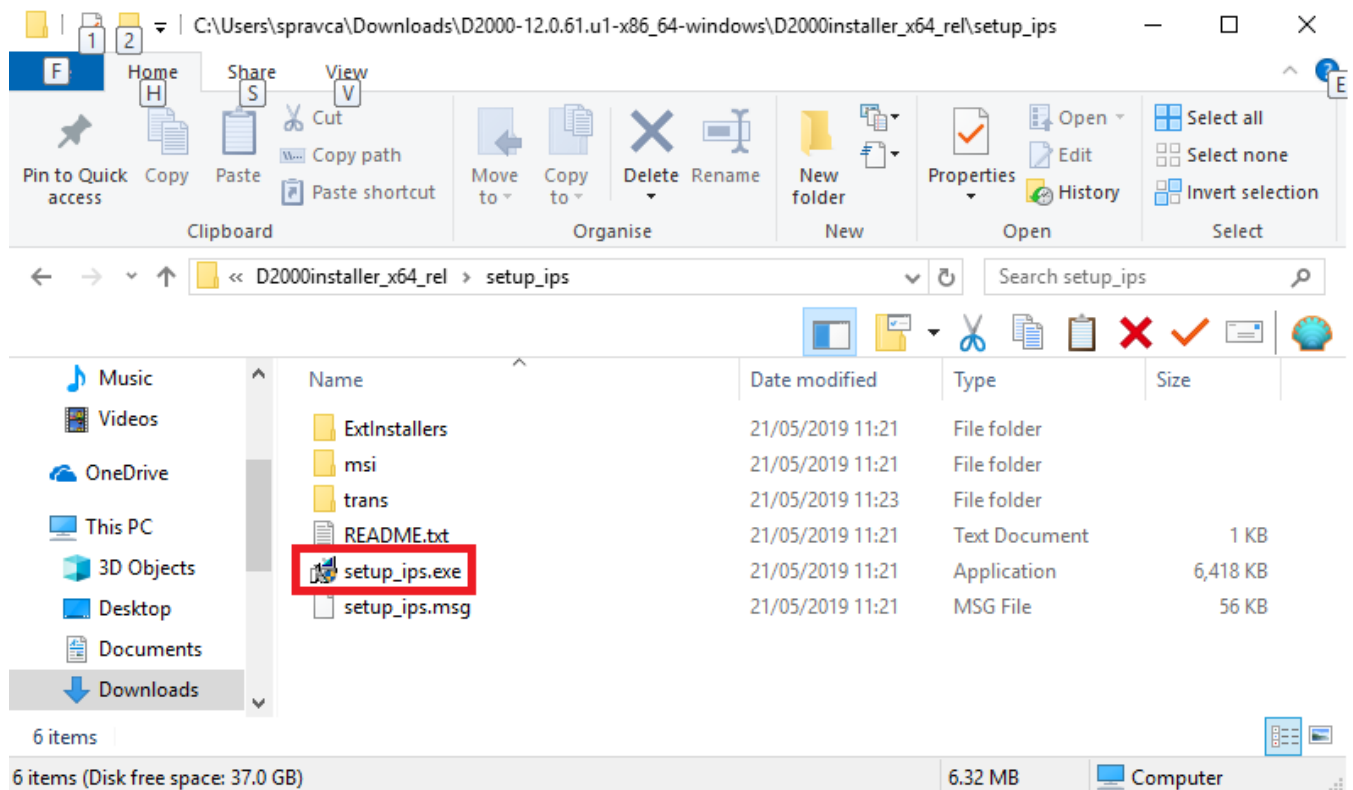 C:\Users\spravca\Downloads\D2000-12.0.61.u1-x86_64-windows\D2000installer_x64_rel\setup_ips
1 2
F Home Share View E
H S V
Cut
Copy path
Paste shortcut
Pin to Quick access
Copy
Paste
Clipboard
Move to
Copy to
Delete
Rename
Organise
New folder
New
Properties
Open
Edit
History
Open
Select all
Select none
Invert selection
Select
« D2000installer_x64_rel > setup_ips
Search setup_ips
Music
Videos
OneDrive
This PC
3D Objects
Desktop
Documents
Downloads
Name Date modified Type Size
ExtInstallers 21/05/2019 11:21 File folder
msi 21/05/2019 11:21 File folder
trans 21/05/2019 11:23 File folder
README.txt 21/05/2019 11:21 Text Document 1 KB
setup_ips.exe 21/05/2019 11:21 Application 6,418 KB
setup_ips.msg 21/05/2019 11:21 MSG File 56 KB
6 items
6 items (Disk free space: 37.0 GB) 6.32 MB Computer